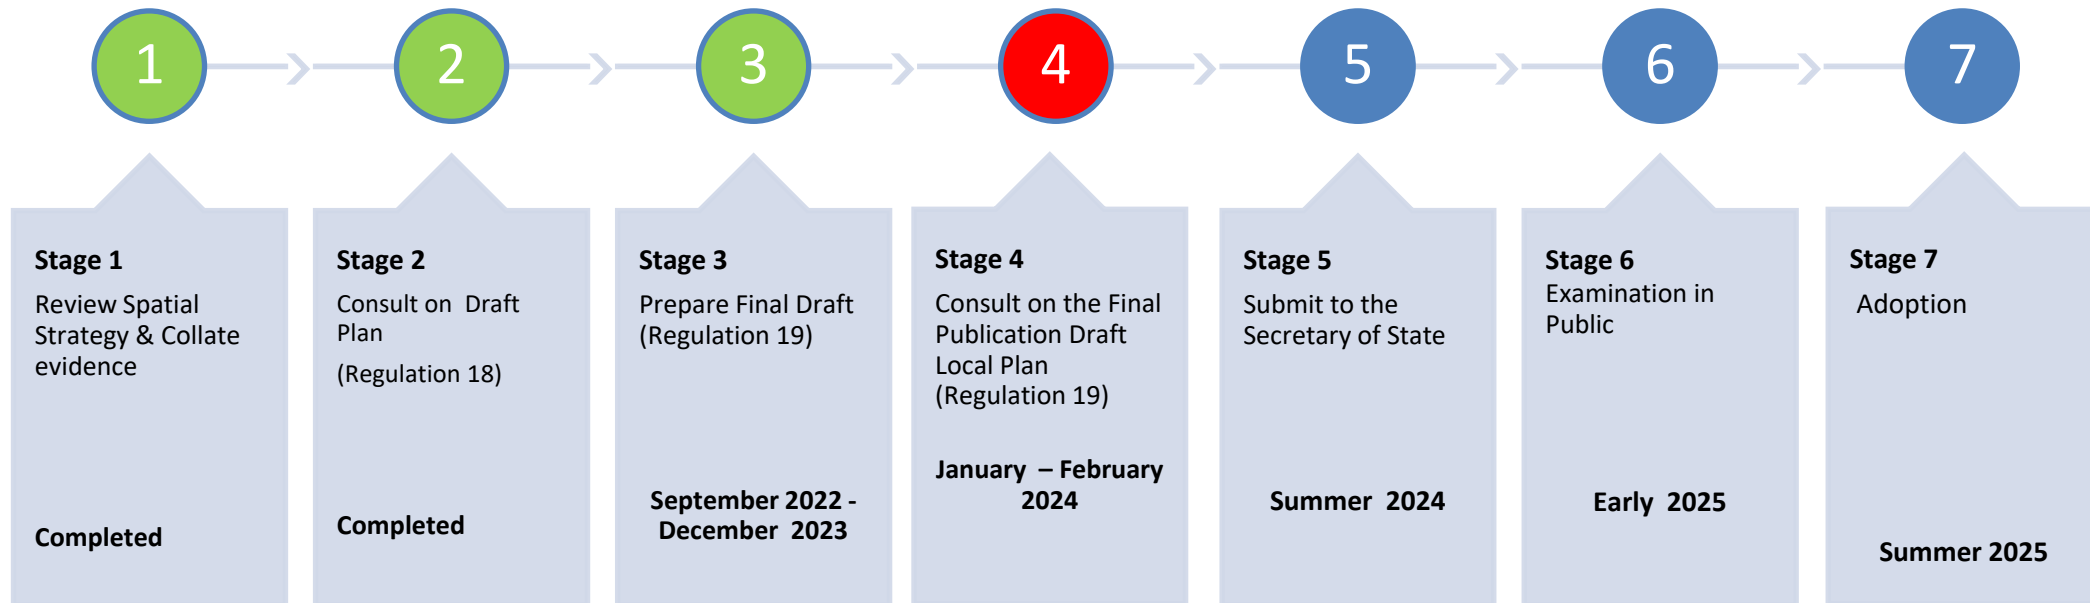 1
2
3
4
5
6
7
Stage 1
Review Spatial
Strategy & Collate
evidence
Completed
Stage 2
Consult on Draft
Plan
(Regulation 18)
Completed
Stage 3
Prepare Final Draft
(Regulation 19)
September 2022 -
December 2023
Stage 4
Consult on the Final
Publication Draft
Local Plan
(Regulation 19)
January – February
2024
Stage 5
Submit to the
Secretary of State
Summer 2024
Stage 6
Examination in
Public
Early 2025
Stage 7
Adoption
Summer 2025